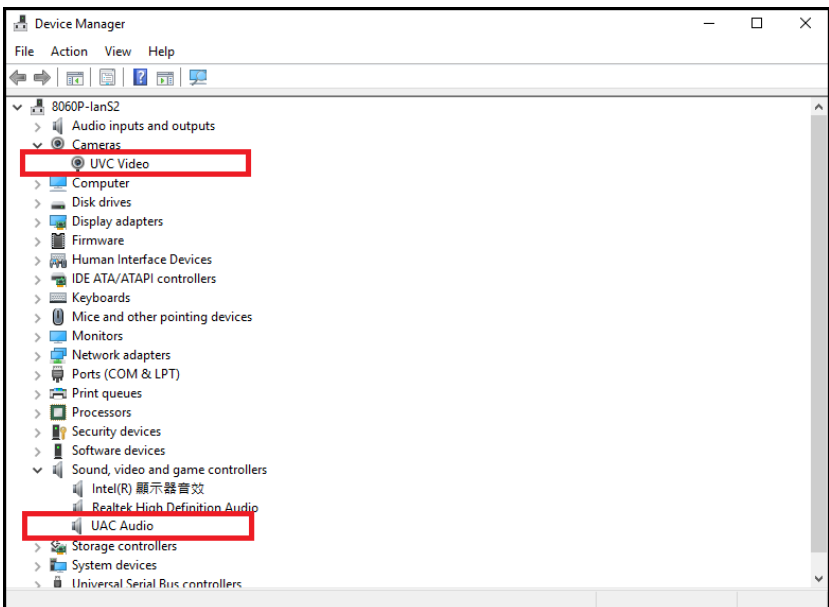 Device Manager
File Action View Help
8060P-IanS2
Audio inputs and outputs
Cameras
UVC Video
Computer
Disk drives
Display adapters
Firmware
Human Interface Devices
IDE ATA/ATAPI controllers
Keyboards
Mice and other pointing devices
Monitors
Network adapters
Ports (COM & LPT)
Print queues
Processors
Security devices
Software devices
Sound, video and game controllers
Intel(R) 顯示器音效
Realtek High Definition Audio
UAC Audio
Storage controllers
System devices
Universal Serial Bus controllers